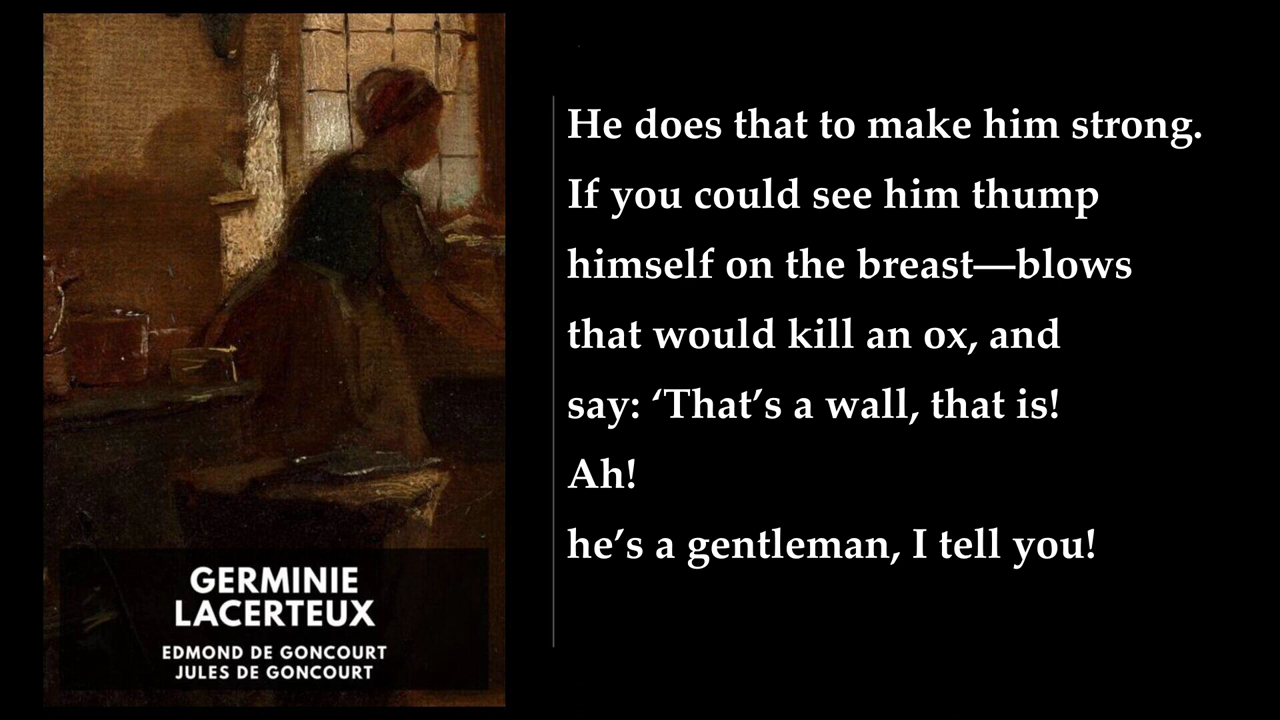 He does that to make him strong.
If you could see him thump
himself on the breast—blows
that would kill an ox, and
say: ‘That’s a wall, that is!
Ah!
he’s a gentleman, I tell you!
GERMINIE
LACERTEUX
EDMOND DE GONCOURT
JULES DE GONCOURT